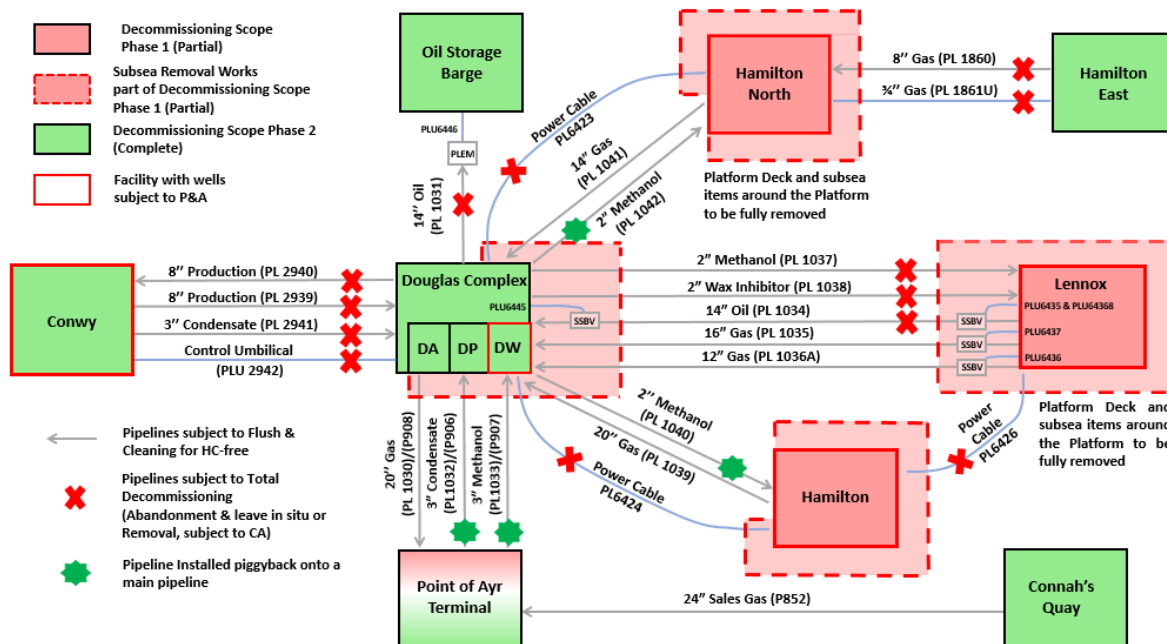 Decommissioning Scope
Phase 1 (Partial)
Subsea Removal Works
part of Decommissioning Scope
Phase 1 (Partial)
Decommissioning Scope Phase 2
(Complete)
Facility with wells
subject to P&A
Oil Storage
Barge
PLU6446
PLEM
14'' Oil
(PL 1031)
Power Cable
PL6423
14” Gas
(PL 1041)
2” Methanol
(PL 1042)
Hamilton
North
8'' Gas (PL 1860)
¾'' Gas (PL 1861U)
Hamilton
East
Platform Deck and subsea
items around the Platform
to be fully removed
Conwy
8'' Production (PL 2940)
8'' Production (PL 2939)
3'' Condensate (PL 2941)
Control Umbilical
(PLU 2942)
Douglas Complex
PLU6445
SSBV
DA
DP
DW
2'' Methanol (PL 1037)
2'' Wax Inhibitor (PL 1038)
14'' Oil (PL 1034)
16'' Gas (PL 1035)
12'' Gas (PL 1036A)
Lennox
PLU6435 & PLU64368
SSBV
PLU6437
SSBV
PLU6436
SSBV
Platform Deck and
subsea items around
the Platform to be
fully removed
Power
Cable
PL6426
2'' Methanol
(PL 1040)
20'' Gas (PL 1039)
Power Cable
PL6424
Hamilton
20'' Gas
(PL 1030)/(P908)
3'' Condensate
(PL1032)/(P906)
3'' Methanol
(PL1033)/(P907)
Pipelines subject to Flush &
Cleaning for HC-free
Pipelines subject to Total
Decommissioning
(Abandonment & leave in situ or
Removal, subject to CA)
Pipeline Installed piggyback onto a
main pipeline
Point of Ayr
Terminal
24” Sales Gas (P852)
Connah’s
Quay